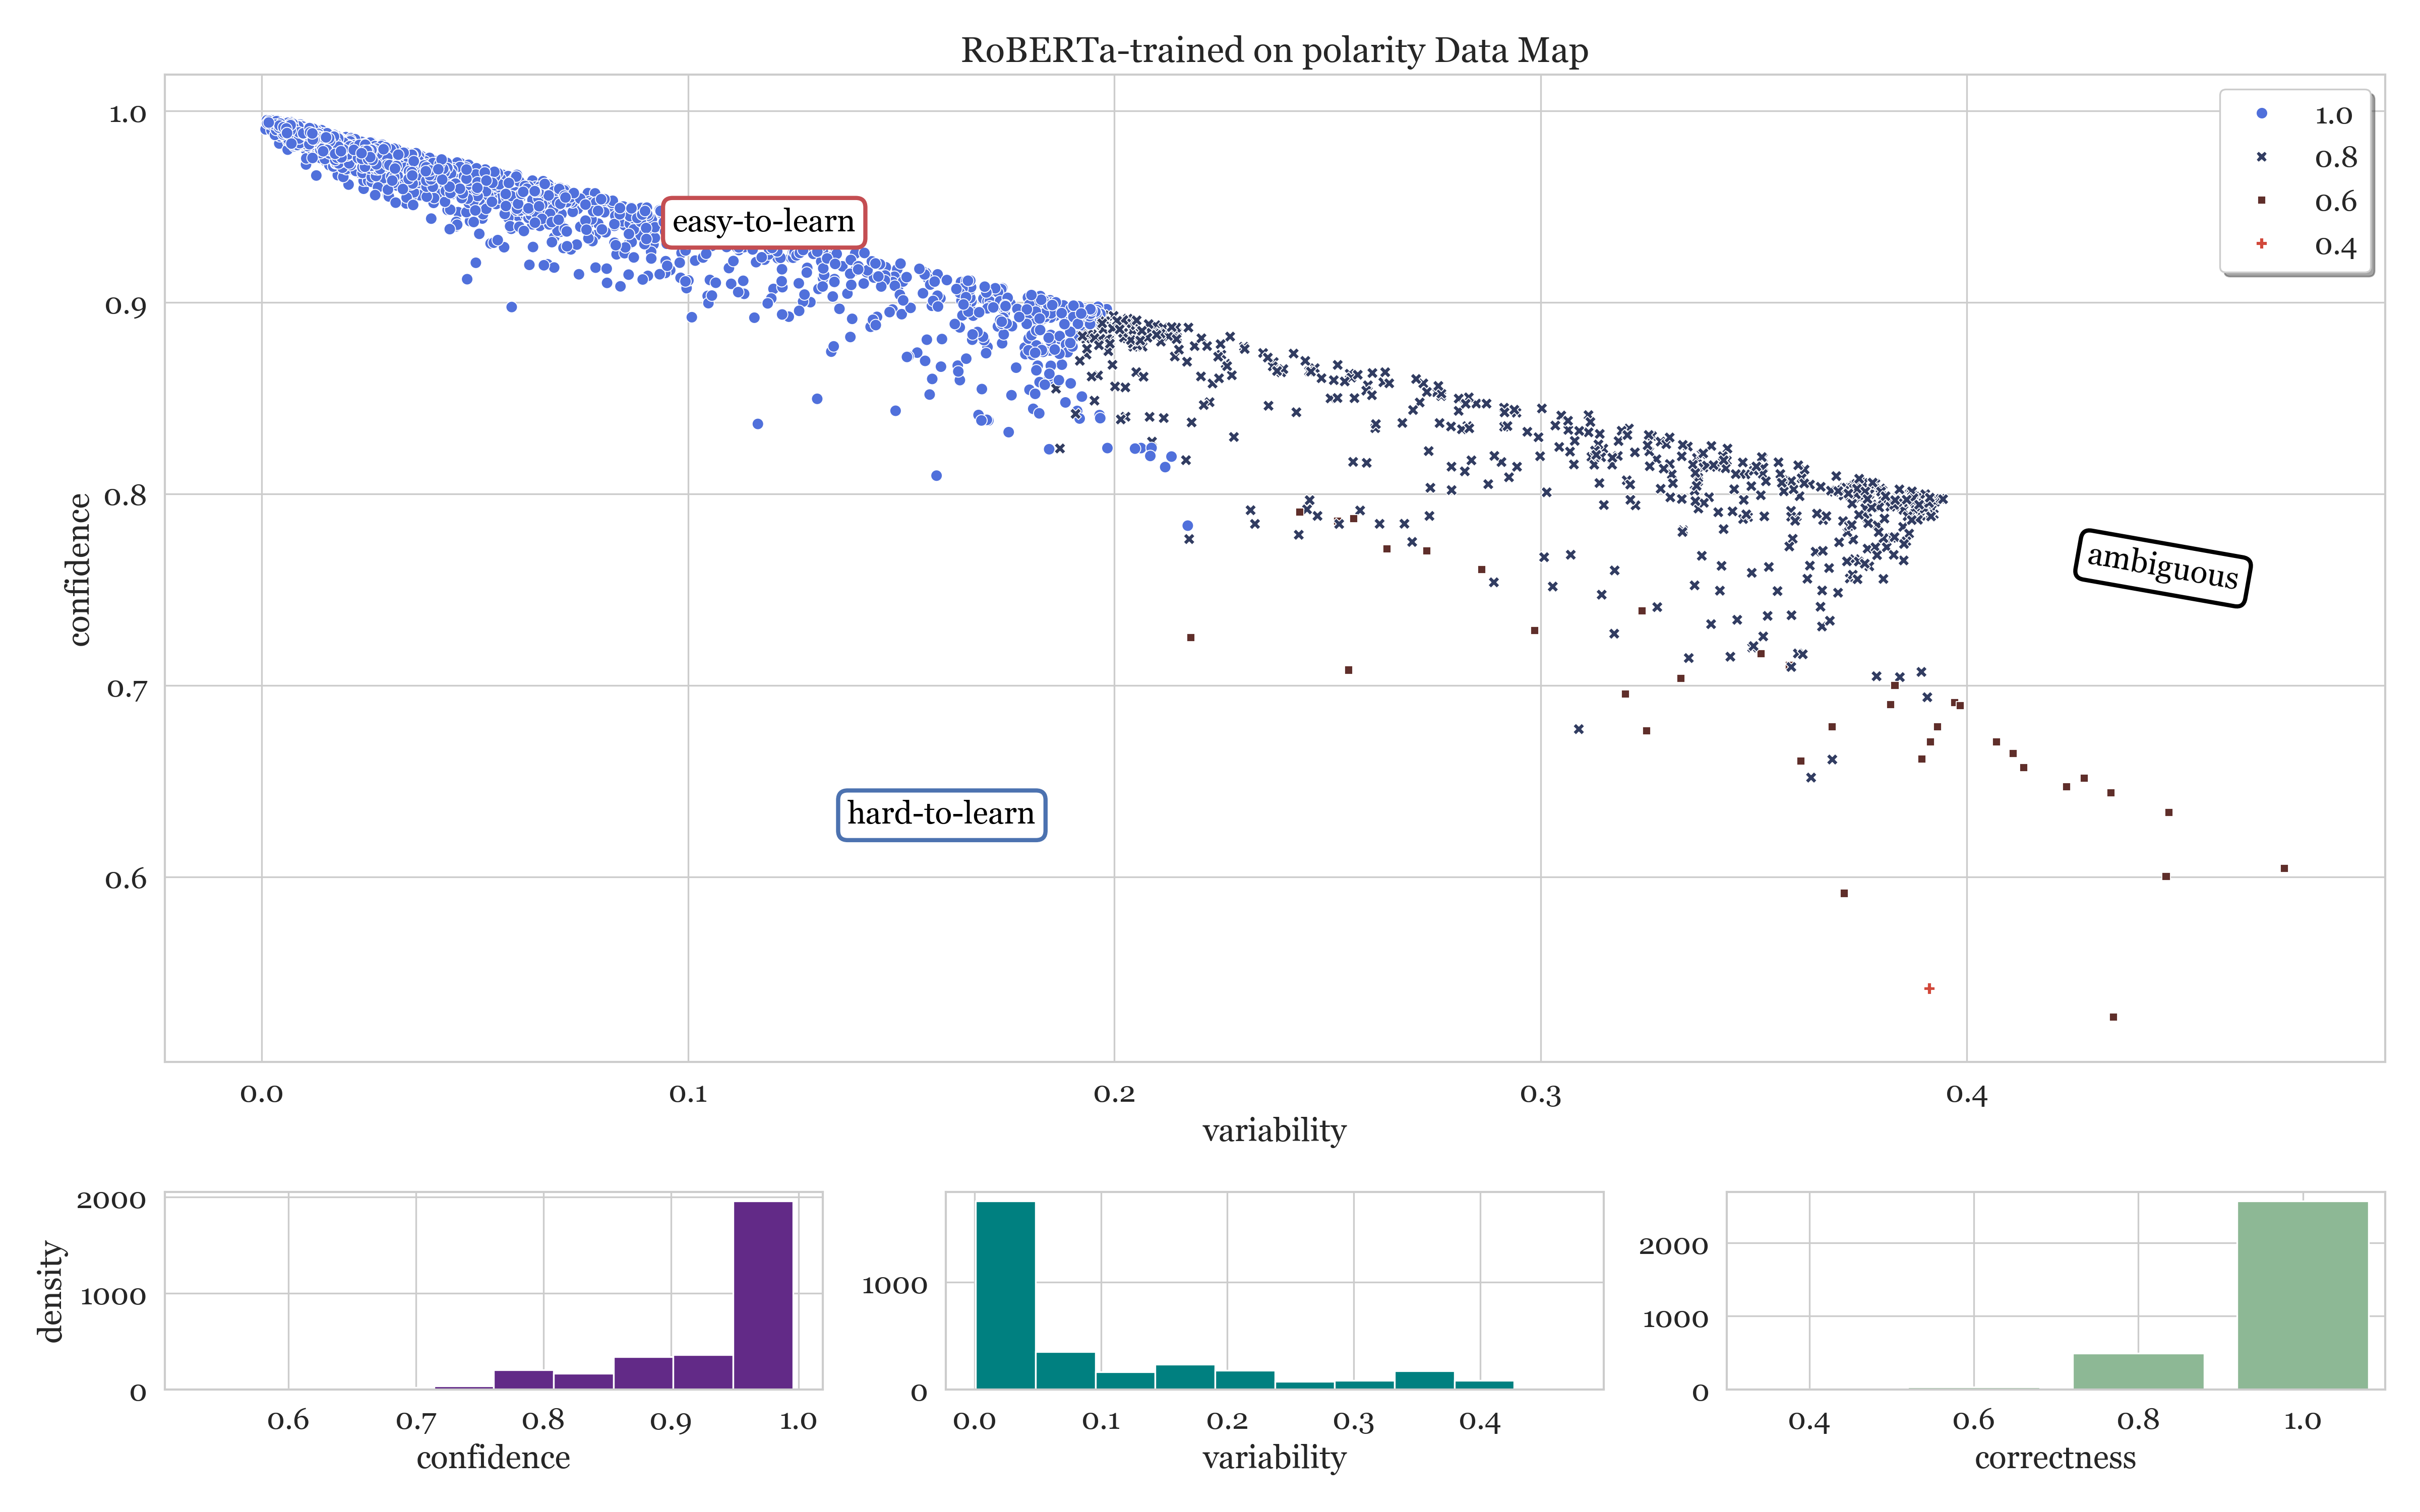 RoBERTa-trained on polarity Data Map
1.0
0.9
0.8
0.7
0.6
confidence
1.0
0.8
0.6
0.4
easy-to-learn
ambiguous
hard-to-learn
0.0 0.1 0.2 0.3 0.4
variability
2000
1000
0
density
0.6 0.7 0.8 0.9 1.0
confidence
1000
0
0.0 0.1 0.2 0.3 0.4
variability
2000
1000
0
0.4 0.6 0.8 1.0
correctness